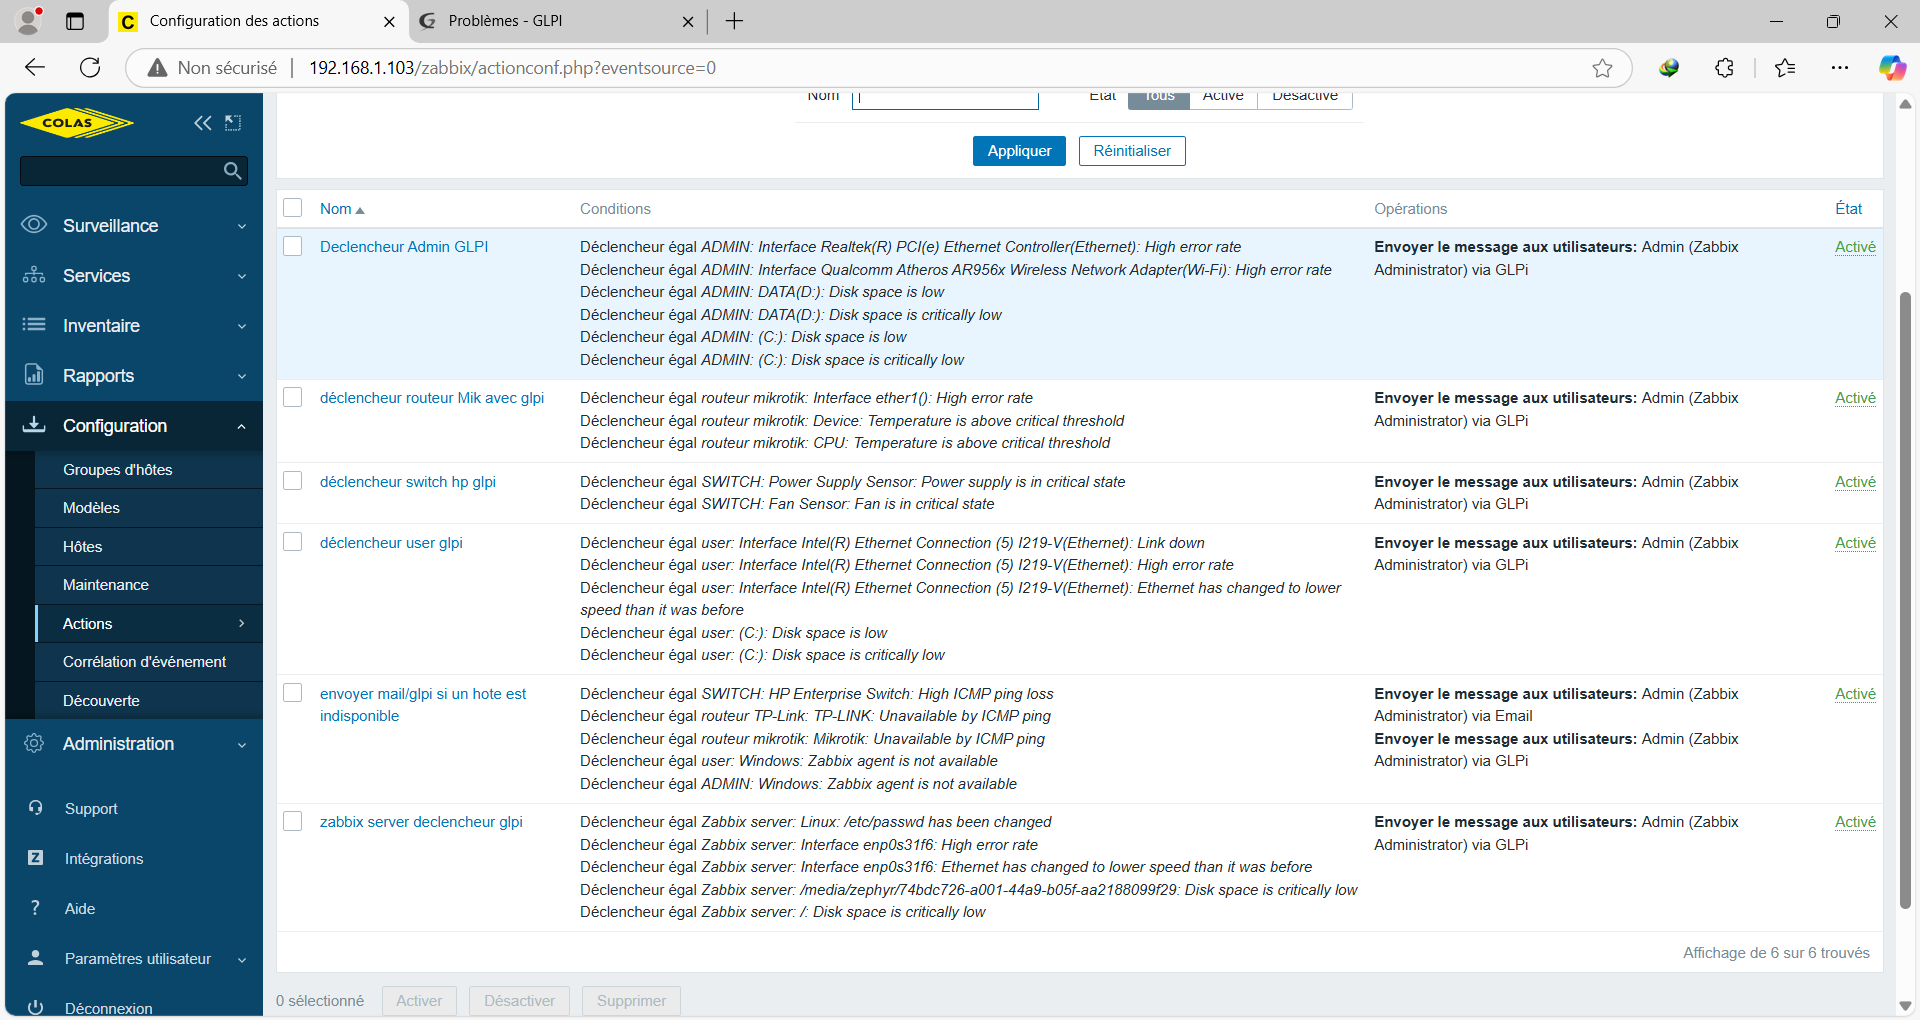 Configuration des actions
Problèmes - GLPI
Non sécurisé
192.168.1.103/zabbix/actionconf.php?eventsource=0
COLAS
Nom
État
Tous
Activé
Désactivé
Appliquer
Réinitialiser
Surveillance
Services
Inventaire
Rapports
Configuration
Groupes d'hôtes
Modèles
Hôtes
Maintenance
Actions
Corrélation d'événement
Découverte
Administration
Support
Intégrations
Aide
Paramètres utilisateur
Déconnexion
Nom
Conditions
Opérations
État
Declencheur Admin GLPI
Déclencheur égal ADMIN: Interface Realtek(R) PCI(e) Ethernet Controller(Ethernet): High error rate
Déclencheur égal ADMIN: Interface Qualcomm Atheros AR956x Wireless Network Adapter(Wi-Fi): High error rate
Déclencheur égal ADMIN: DATA(D:): Disk space is low
Déclencheur égal ADMIN: DATA(D:): Disk space is critically low
Déclencheur égal ADMIN: (C:): Disk space is low
Déclencheur égal ADMIN: (C:): Disk space is critically low
Envoyer le message aux utilisateurs: Admin (Zabbix
Administrator) via GLPi
Activé
déclencheur routeur Mik avec glpi
Déclencheur égal routeur mikrotik: Interface ether1(): High error rate
Déclencheur égal routeur mikrotik: Device: Temperature is above critical threshold
Déclencheur égal routeur mikrotik: CPU: Temperature is above critical threshold
Envoyer le message aux utilisateurs: Admin (Zabbix
Administrator) via GLPi
Activé
déclencheur switch hp glpi
Déclencheur égal SWITCH: Power Supply Sensor: Power supply is in critical state
Déclencheur égal SWITCH: Fan Sensor: Fan is in critical state
Envoyer le message aux utilisateurs: Admin (Zabbix
Administrator) via GLPi
Activé
déclencheur user glpi
Déclencheur égal user: Interface Intel(R) Ethernet Connection (5) I219-V(Ethernet): Link down
Déclencheur égal user: Interface Intel(R) Ethernet Connection (5) I219-V(Ethernet): High error rate
Déclencheur égal user: Interface Intel(R) Ethernet Connection (5) I219-V(Ethernet): Ethernet has changed to lower
speed than it was before
Déclencheur égal user: (C:): Disk space is low
Déclencheur égal user: (C:): Disk space is critically low
Envoyer le message aux utilisateurs: Admin (Zabbix
Administrator) via GLPi
Activé
envoyer mail/glpi si un hote est
indisponible
Déclencheur égal SWITCH: HP Enterprise Switch: High ICMP ping loss
Déclencheur égal routeur TP-Link: TP-LINK: Unavailable by ICMP ping
Déclencheur égal routeur mikrotik: Mikrotik: Unavailable by ICMP ping
Déclencheur égal user: Windows: Zabbix agent is not available
Déclencheur égal ADMIN: Windows: Zabbix agent is not available
Envoyer le message aux utilisateurs: Admin (Zabbix
Administrator) via Email
Envoyer le message aux utilisateurs: Admin (Zabbix
Administrator) via GLPi
Activé
zabbix server declencheur glpi
Déclencheur égal Zabbix server: Linux: /etc/passwd has been changed
Déclencheur égal Zabbix server: Interface enp0s31f6: High error rate
Déclencheur égal Zabbix server: Interface enp0s31f6: Ethernet has changed to lower speed than it was before
Déclencheur égal Zabbix server: /media/zephyr/74bdc726-a001-44a9-b05f-aa2188099f29: Disk space is critically low
Déclencheur égal Zabbix server: /: Disk space is critically low
Envoyer le message aux utilisateurs: Admin (Zabbix
Administrator) via GLPi
Activé
Affichage de 6 sur 6 trouvés
0 sélectionné
Activer
Désactiver
Supprimer